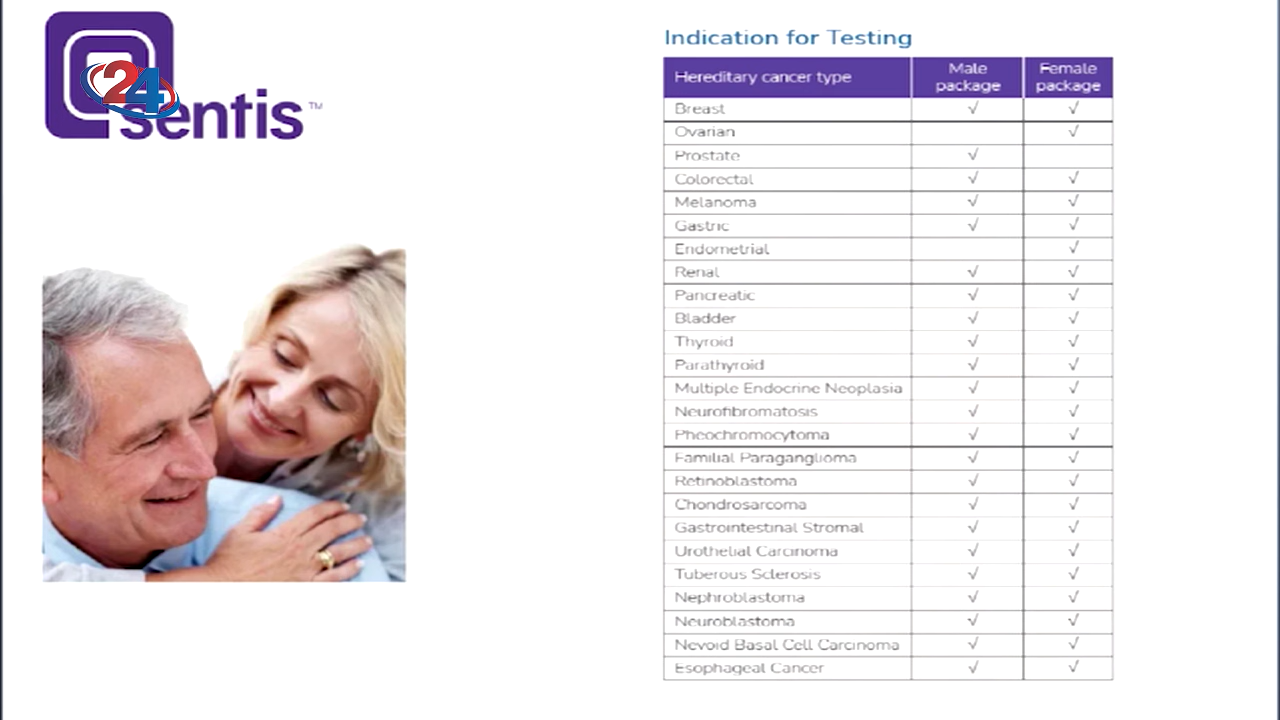 24
sentis™
Indication for Testing
Hereditary cancer type Male package Female package
Breast √ √
Ovarian √
Prostate √
Colorectal √ √
Melanoma √ √
Gastric √ √
Endometrial √
Renal √ √
Pancreatic √ √
Bladder √ √
Thyroid √ √
Parathyroid √ √
Multiple Endocrine Neoplasia √ √
Neurofibromatosis √ √
Pheochromocytoma √ √
Familial Paraganglioma √ √
Retinoblastoma √ √
Chondrosarcoma √ √
Gastrointestinal Stromal √ √
Urothelial Carcinoma √ √
Tuberous Sclerosis √ √
Nephroblastoma √ √
Neuroblastoma √ √
Nevoid Basal Cell Carcinoma √ √
Esophageal Cancer √ √